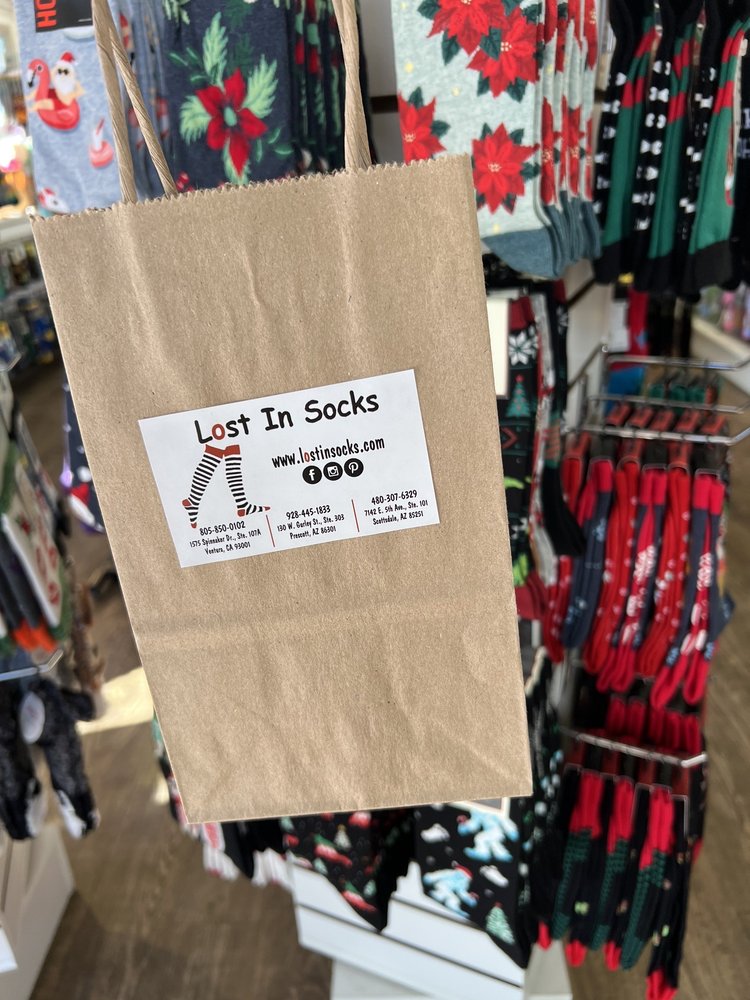 HO
Lost In Socks
www.lostinsocks.com
805-850-0102
1575 Spinnaker Dr., Ste. 107A
Ventura, CA 93001
928-445-1833
130 W. Gurley St., Ste. 303
Prescott, AZ 86301
480-307-6329
7142 E. 5th Ave., Ste. 101
Scottsdale, AZ 85251